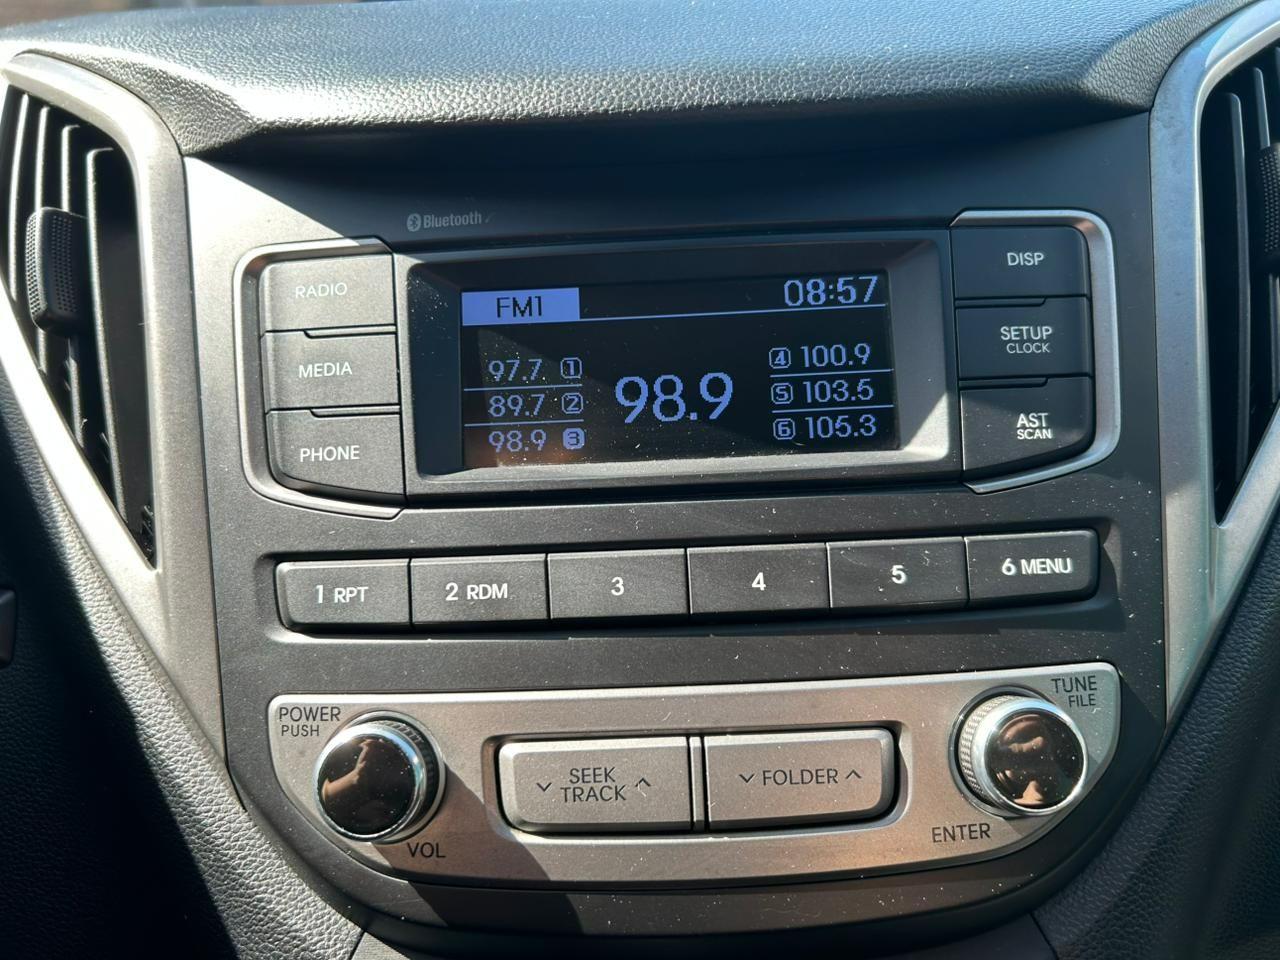 Bluetooth
RADIO
MEDIA
PHONE
FM1
08:57
97.7 1
89.7 2
98.9 3
98.9
4 100.9
5 103.5
6 105.3
DISP
SETUP
CLOCK
AST
SCAN
1 RPT
2 RDM
3
4
5
6 MENU
POWER
PUSH
VOL
SEEK
TRACK
FOLDER
TUNE
FILE
ENTER